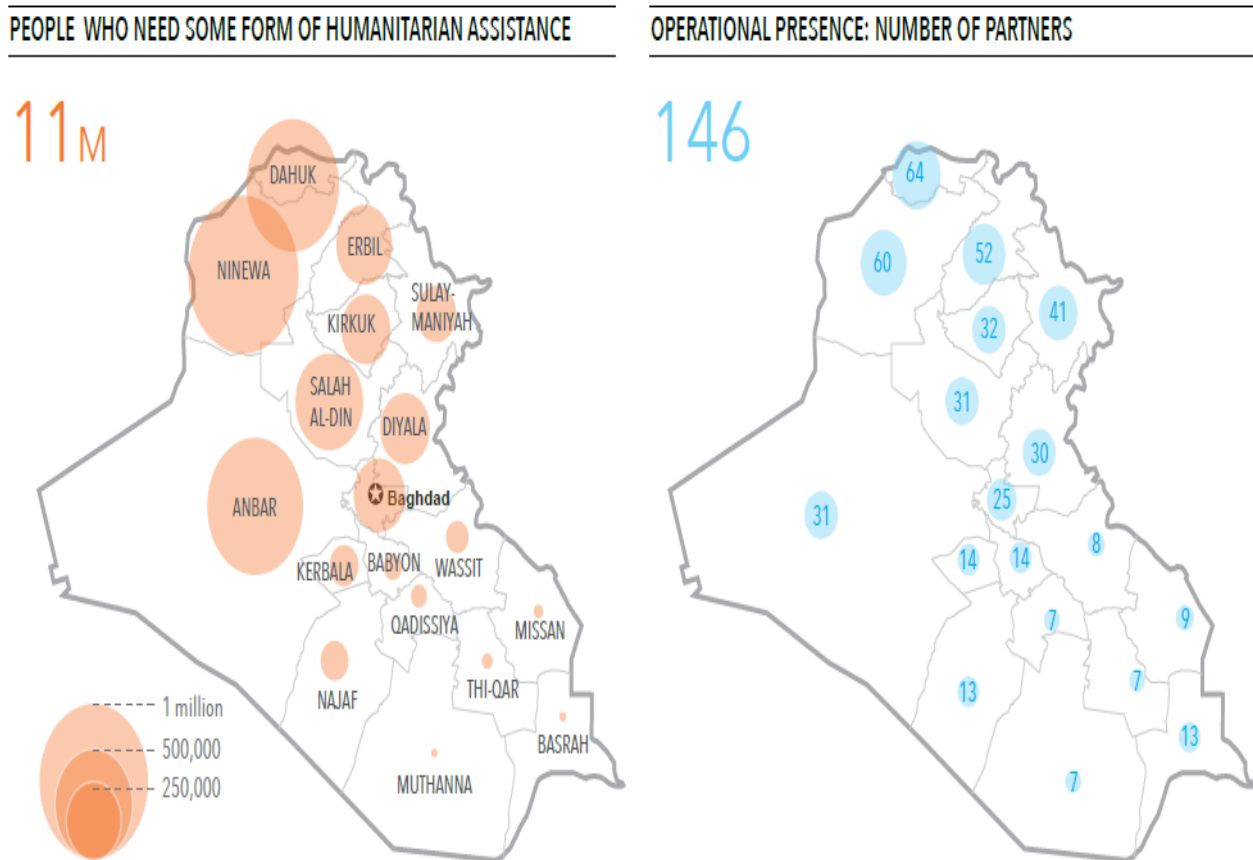 PEOPLE WHO NEED SOME FORM OF HUMANITARIAN ASSISTANCE
11M
DAHUK
ERBIL
NINEWA
SULAY-
MANIYAH
KIRKUK
SALAH
AL-DIN
DIYALA
Baghdad
ANBAR
KERBALA
BABYON
WASSIT
QADISSIYA
MISSAN
THI-QAR
NAJAF
BASRAH
MUTHANNA
1 million
500,000
250,000
OPERATIONAL PRESENCE: NUMBER OF PARTNERS
146
64
52
60
41
32
31
30
25
31
8
14
14
7
9
7
13
13
7